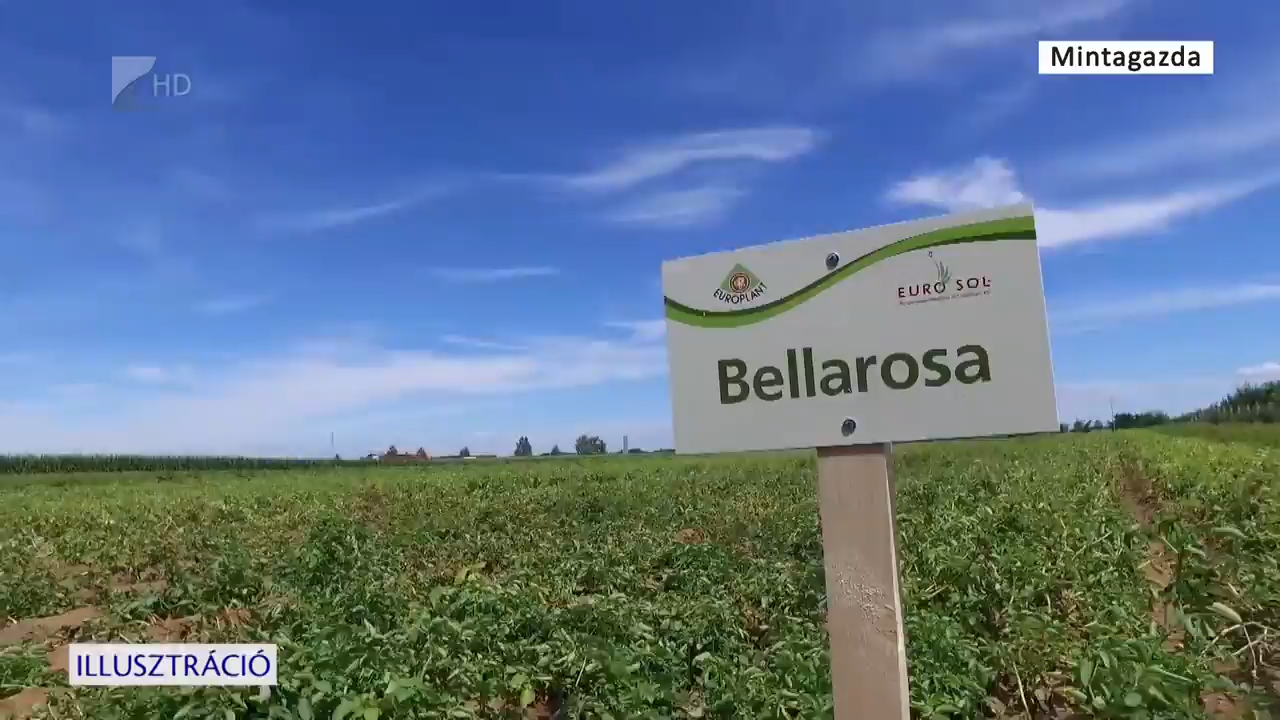 HD
Mintagazda
EUROPLANT
EURO SOL
Bellarosa
ILLUSZTRÁCIÓ